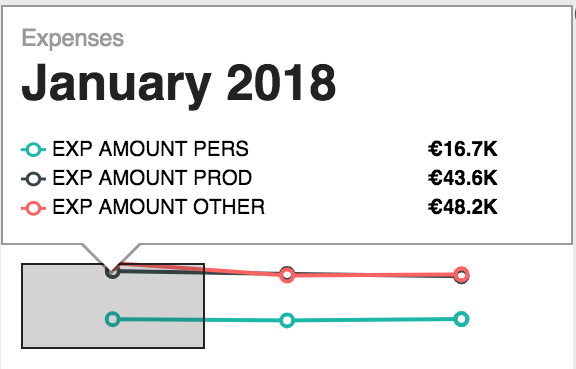 Expenses
January 2018
EXP AMOUNT PERS €16.7K
EXP AMOUNT PROD €43.6K
EXP AMOUNT OTHER €48.2K